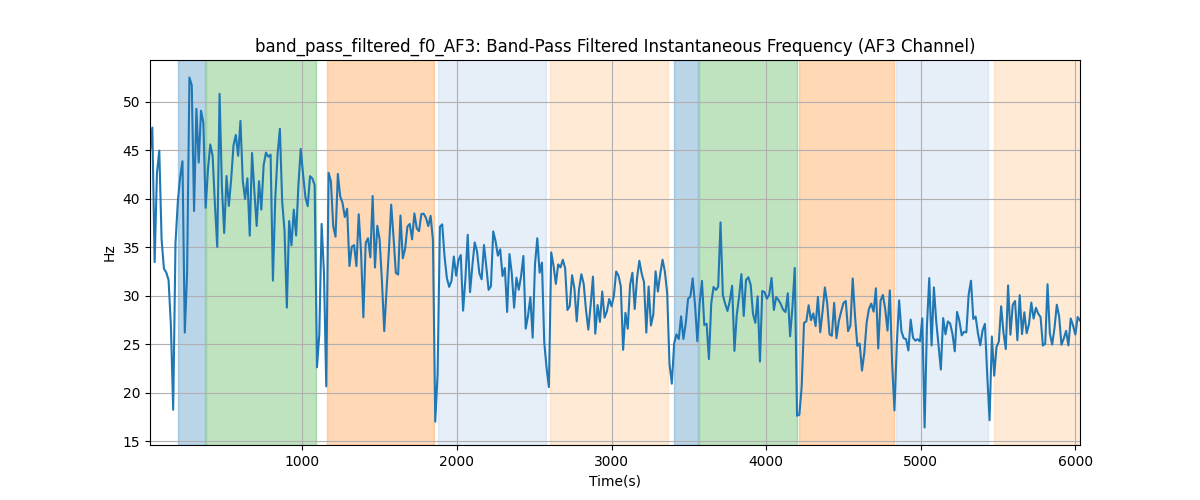 band_pass_filtered_f0_AF3: Band-Pass Filtered Instantaneous Frequency (AF3 Channel)
50
45
40
35
30
25
20
15
Hz
1000 2000 3000 4000 5000 6000
Time(s)